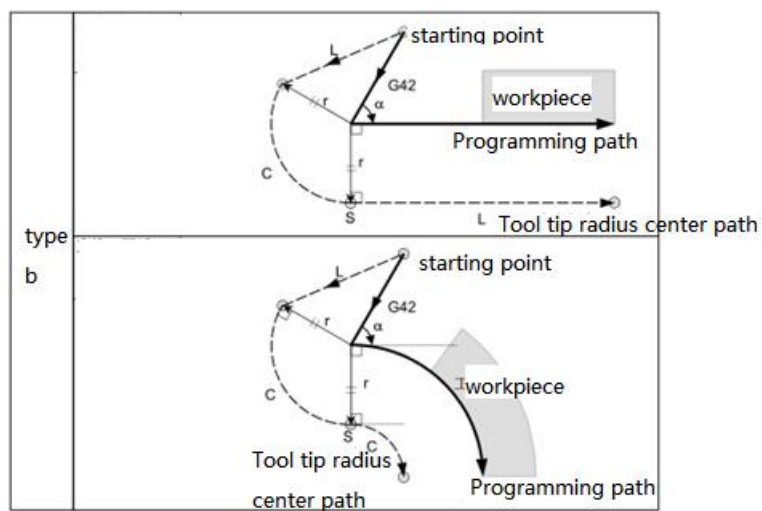 starting point
L
G42
α
r
workpiece
Programming path
r
C
S
L
Tool tip radius center path
type
b
starting point
L
G42
α
r
workpiece
r
C
S
C
Tool tip radius
center path
Programming path